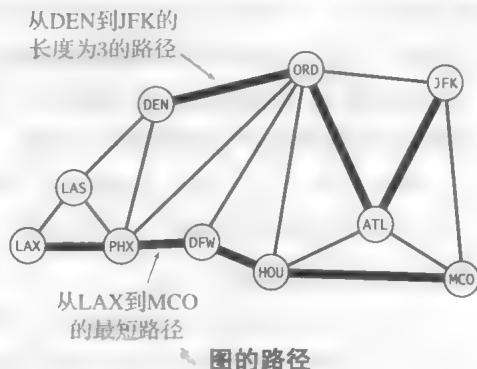 从DEN到JFK的
长度为3的路径
ORD
JFK
DEN
LAS
ATL
LAX
PHX
DFW
HOU
MCO
从LAX到MCO
的最短路径
图的路径